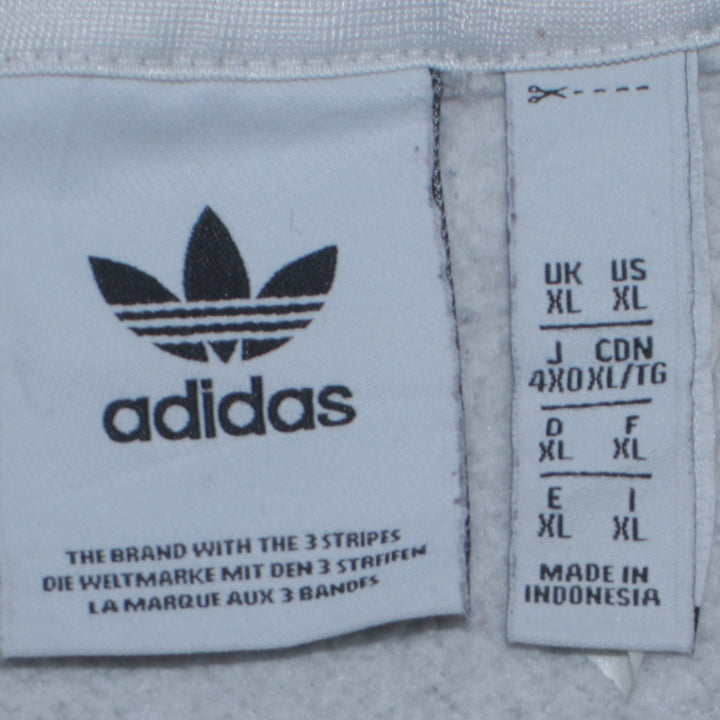 adidas
THE BRAND WITH THE 3 STRIPES
DIE WELTMARKE MIT DEN 3 STREIFEN
LA MARQUE AUX 3 BANDES
UK US
XL XL
J CDN
4XO XL/TG
D F
XL XL
E I
XL XL
MADE IN
INDONESIA